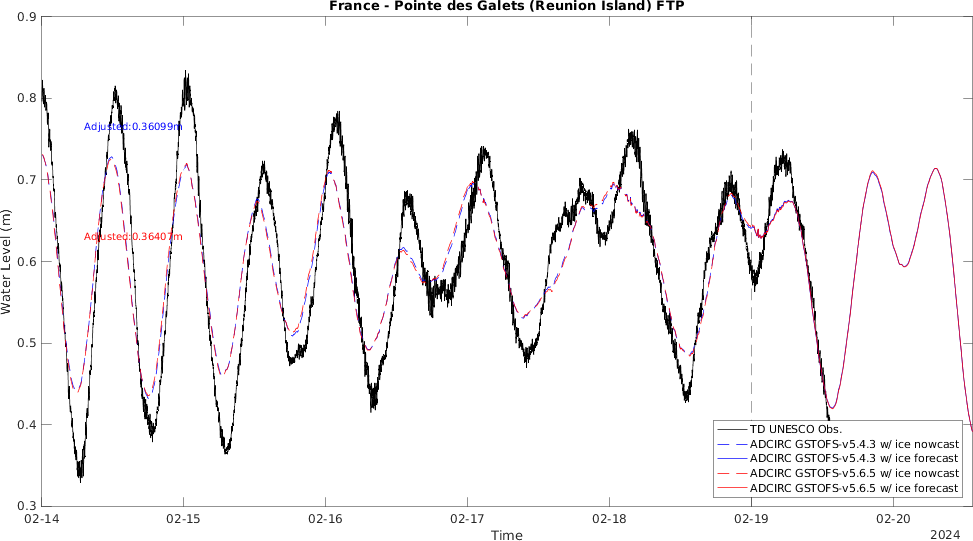 France - Pointe des Galets (Reunion Island) FTP
0.9
0.8
0.7
0.6
0.5
0.4
0.3
Water Level (m)
Adjusted:0.36099m
Adjusted:0.36407m
TD UNESCO Obs.
ADCIRC GSTOFS-v5.4.3 w/ ice nowcast
ADCIRC GSTOFS-v5.4.3 w/ ice forecast
ADCIRC GSTOFS-v5.6.5 w/ ice nowcast
ADCIRC GSTOFS-v5.6.5 w/ ice forecast
02-14 02-15 02-16 02-17 02-18 02-19 02-20
Time
2024